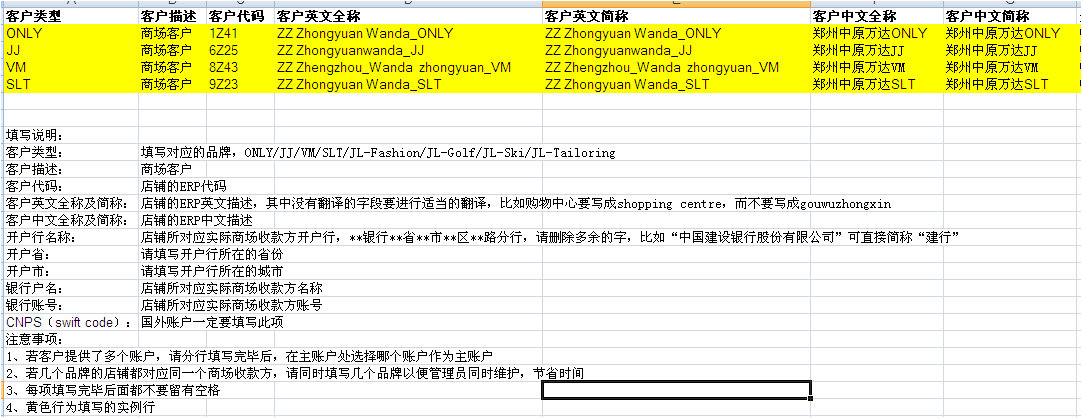 客户类型 客户描述 客户代码 客户英文全称 客户英文简称 客户中文全称 客户中文简称
ONLY 商场客户 1Z41 ZZ Zhongyuan Wanda_ONLY ZZ Zhongyuan Wanda_ONLY 郑州中原万达ONLY 郑州中原万达ONLY
JJ 商场客户 6Z25 ZZ Zhongyuanwanda_JJ ZZ Zhongyuanwanda_JJ 郑州中原万达JJ 郑州中原万达JJ
VM 商场客户 8Z43 ZZ Zhengzhou_Wanda zhongyuan_VM ZZ Zhengzhou_Wanda zhongyuan_VM 郑州中原万达VM 郑州中原万达VM
SLT 商场客户 9Z23 ZZ Zhongyuan Wanda_SLT ZZ Zhongyuan Wanda_SLT 郑州中原万达SLT 郑州中原万达SLT
填写说明：
客户类型： 填写对应的品牌，ONLY/JJ/VM/SLT/JL-Fashion/JL-Golf/JL-Ski/JL-Tailoring
客户描述： 商场客户
客户代码： 店铺的ERP代码
客户英文全称及简称： 店铺的ERP英文描述，其中没有翻译的字段要进行适当的翻译，比如购物中心要写成shopping centre，而不要写成gouwuzhongxin
客户中文全称及简称： 店铺的ERP中文描述
开户行名称： 店铺所对应实际商场收款方开户行，**银行**省**市**区**路分行，请删除多余的字，比如“中国建设银行股份有限公司”可直接简称“建行”
开户省： 请填写开户行所在的省份
开户市： 请填写开户行所在的城市
银行户名： 店铺所对应实际商场收款方名称
银行账号： 店铺所对应实际商场收款方账号
CNPS（swift code）： 国外账户一定要填写此项
注意事项：
1、若客户提供了多个账户，请分行填写完毕后，在主账户处选择哪个账户作为主账户
2、若几个品牌的店铺都对应同一个商场收款方，请同时填写几个品牌以便管理员同时维护，节省时间
3、每项填写完毕后面都不要留有空格
4、黄色行为填写的实例行